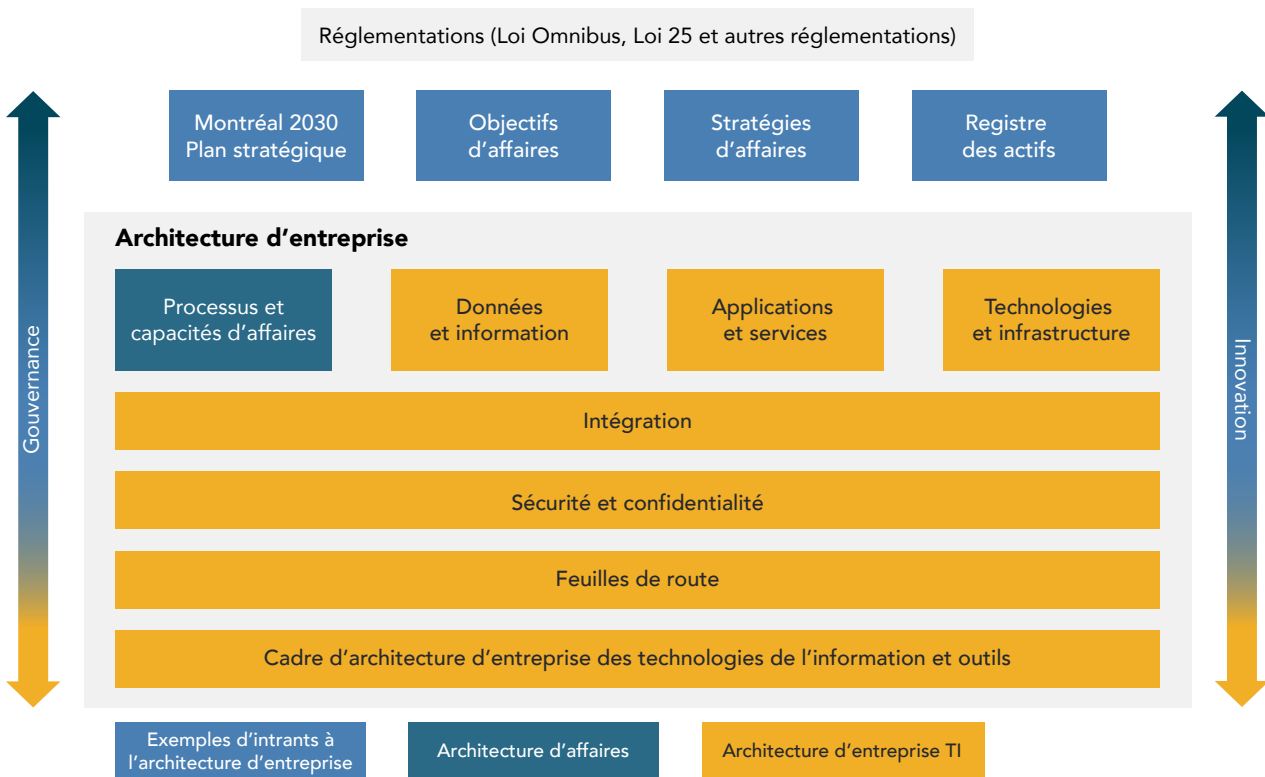 Réglementations (Loi Omnibus, Loi 25 et autres réglementations)
Montréal 2030
Plan stratégique
Objectifs
d'affaires
Stratégies
d'affaires
Registre
des actifs
Gouvernance
Innovation
Architecture d'entreprise
Processus et
capacités d'affaires
Données
et information
Applications
et services
Technologies
et infrastructure
Intégration
Sécurité et confidentialité
Feuilles de route
Cadre d'architecture d'entreprise des technologies de l'information et outils
Exemples d'intrants à
l'architecture d'entreprise
Architecture d'affaires
Architecture d'entreprise TI